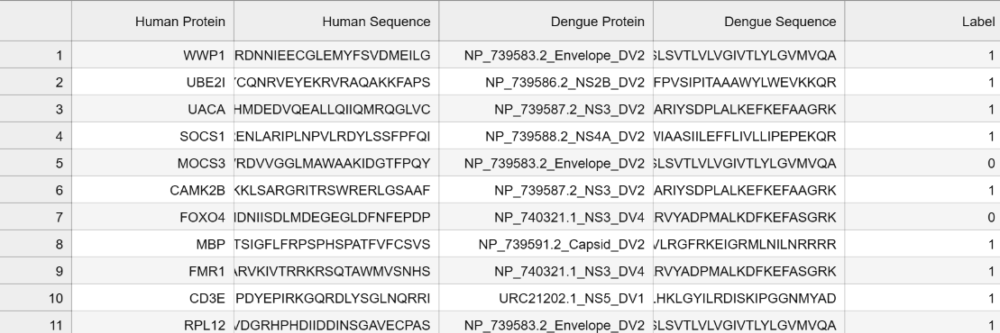 Human Protein Human Sequence Dengue Protein Dengue Sequence Label
1 WWP1 RDNNIEECGLEMYFSVDMEILG NP_739583.2_Envelope_DV2 SLSVTLVLVGIVTLYLGVMVQA 1
2 UBE2I YCQNRVEYEKRVRAQAKKFAPS NP_739586.2_NS2B_DV2 FPVSIPITAAAWYLWEVKKQR 1
3 UACA HMDEDVQEALLQIIQMRQGLVC NP_739587.2_NS3_DV2 ARIYSDPLALKEFKEFAAGRK 1
4 SOCS1 ENLARIPLNPVLRDYLSSFPFQI NP_739588.2_NS4A_DV2 WIAASIILEFFLIVLLIPEPEKQR 1
5 MOCS3 RDVVGGLMAWAAKIDGTFPQY NP_739583.2_Envelope_DV2 SLSVTLVLVGIVTLYLGVMVQA 0
6 CAMK2B KKLSARGRITRSWRERLGSAAF NP_739587.2_NS3_DV2 ARIYSDPLALKEFKEFAAGRK 1
7 FOXO4 DNIISDLMDEGEGLDFNFEPDP NP_740321.1_NS3_DV4 RVYADPMALKDFKEFASGRK 0
8 MBP TSIGFLFRPSPHSPATFVFCSVS NP_739591.2_Capsid_DV2 VLRGFRKEIGRMLNILNRRRR 1
9 FMR1 ARVKIVTRRKRSQTAWMVSNHS NP_740321.1_NS3_DV4 RVYADPMALKDFKEFASGRK 1
10 CD3E PDYEPIRKGQRDLYSGLNQRRI URC21202.1_NS5_DV1 HKLGYILRDISKIPGGNMYAD 1
11 RPL12 VDGRHPHDIIDDINSGAVECPAS NP_739583.2_Envelope_DV2 SLSVTLVLVGIVTLYLGVMVQA 1